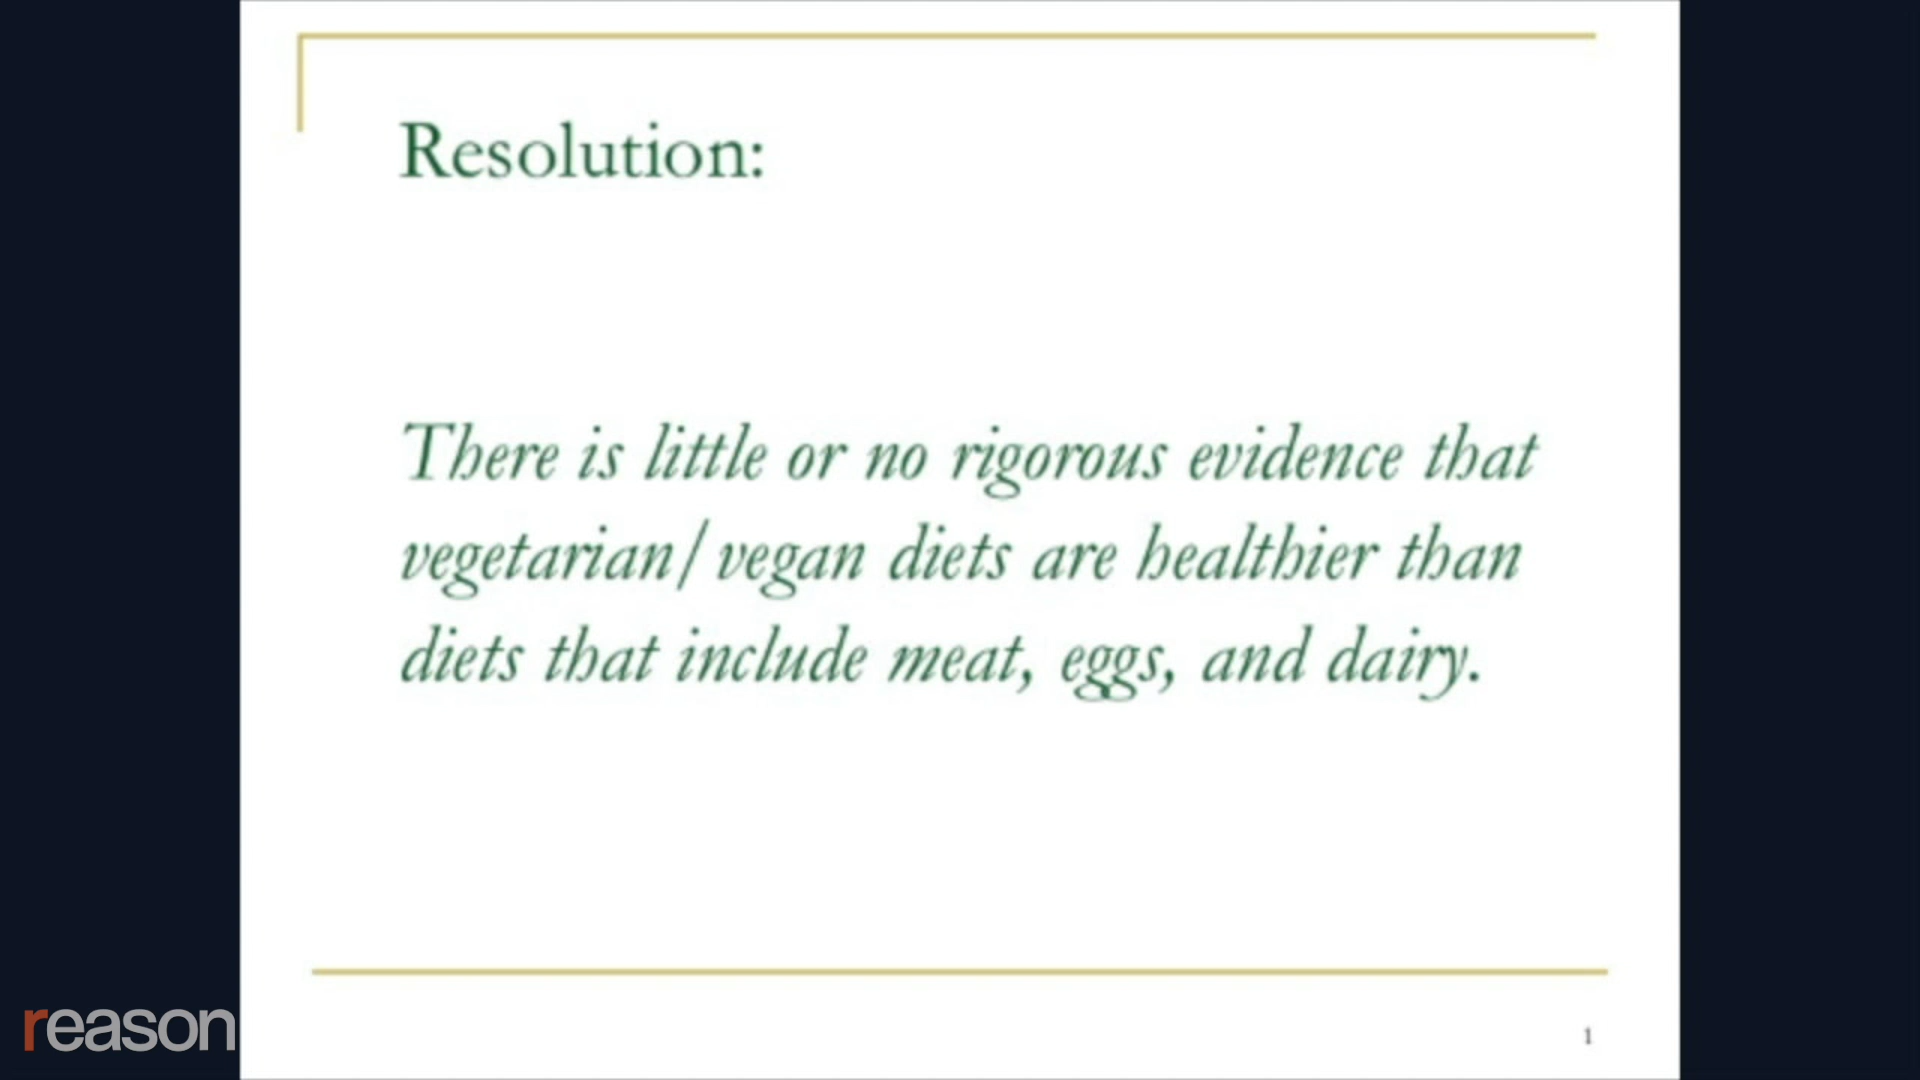 Resolution:
There is little or no rigorous evidence that
vegetarian/vegan diets are healthier than
diets that include meat, eggs, and dairy.
reason
1